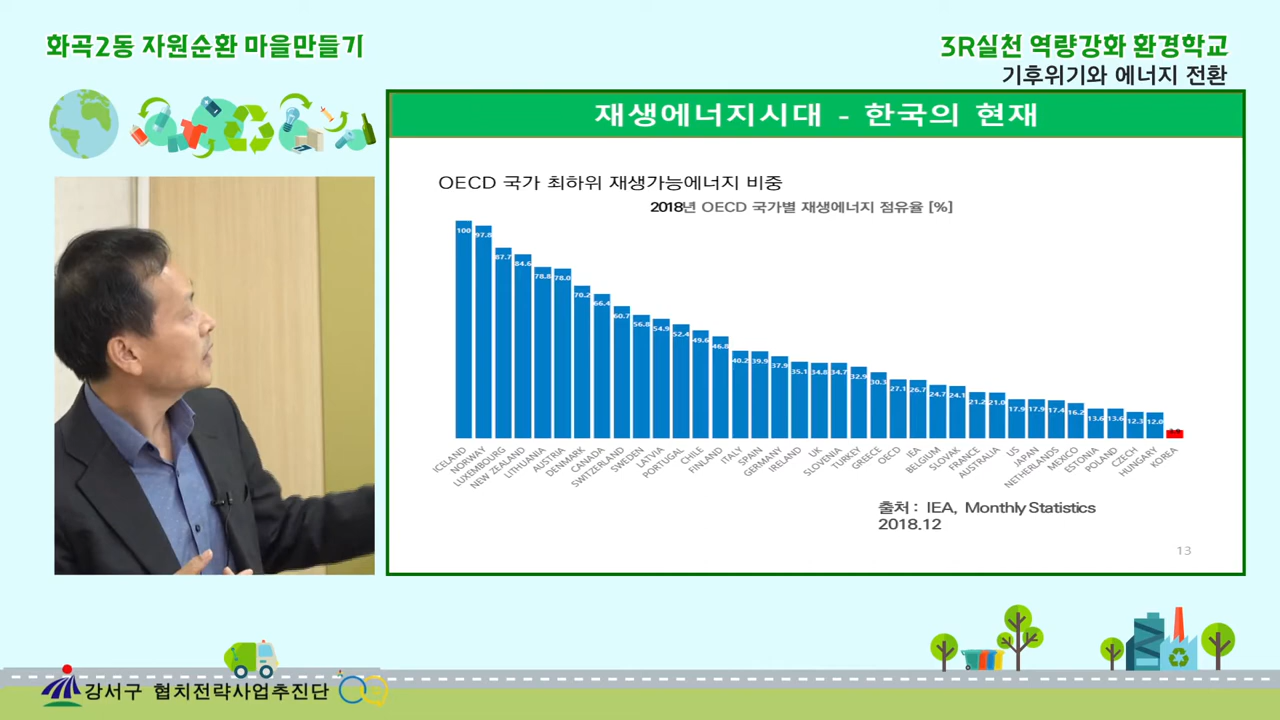 화곡2동 자원순환 마을만들기
3R실천 역량강화 환경학교
기후위기와 에너지 전환
재생에너지시대 - 한국의 현재
OECD 국가 최하위 재생가능에너지 비중
2018년 OECD 국가별 재생에너지 점유율 [%]
100 97.8 87.7 84.6 78.8 78.0 70.2 66.4 60.7 56.8 54.9 52.4 49.6 46.8 40.2 39.9 37.9 35.1 34.8 34.7 32.9 30.3 27.1 26.7 24.7 24.1 21.2 21.0 17.9 17.9 17.4 16.2 13.6 13.6 12.3 12.0
ICELAND NORWAY LUXEMBOURG NEW ZEALAND LITHUANIA AUSTRIA DENMARK CANADA SWITZERLAND SWEDEN LATVIA PORTUGAL CHILE FINLAND ITALY SPAIN GERMANY IRELAND UK SLOVENIA TURKEY GREECE OECD IEA BELGIUM SLOVAK FRANCE AUSTRALIA US JAPAN NETHERLANDS MEXICO ESTONIA POLAND CZECH HUNGARY KOREA
출처 : IEA, Monthly Statistics
2018.12
13
강서구 협치전략사업추진단